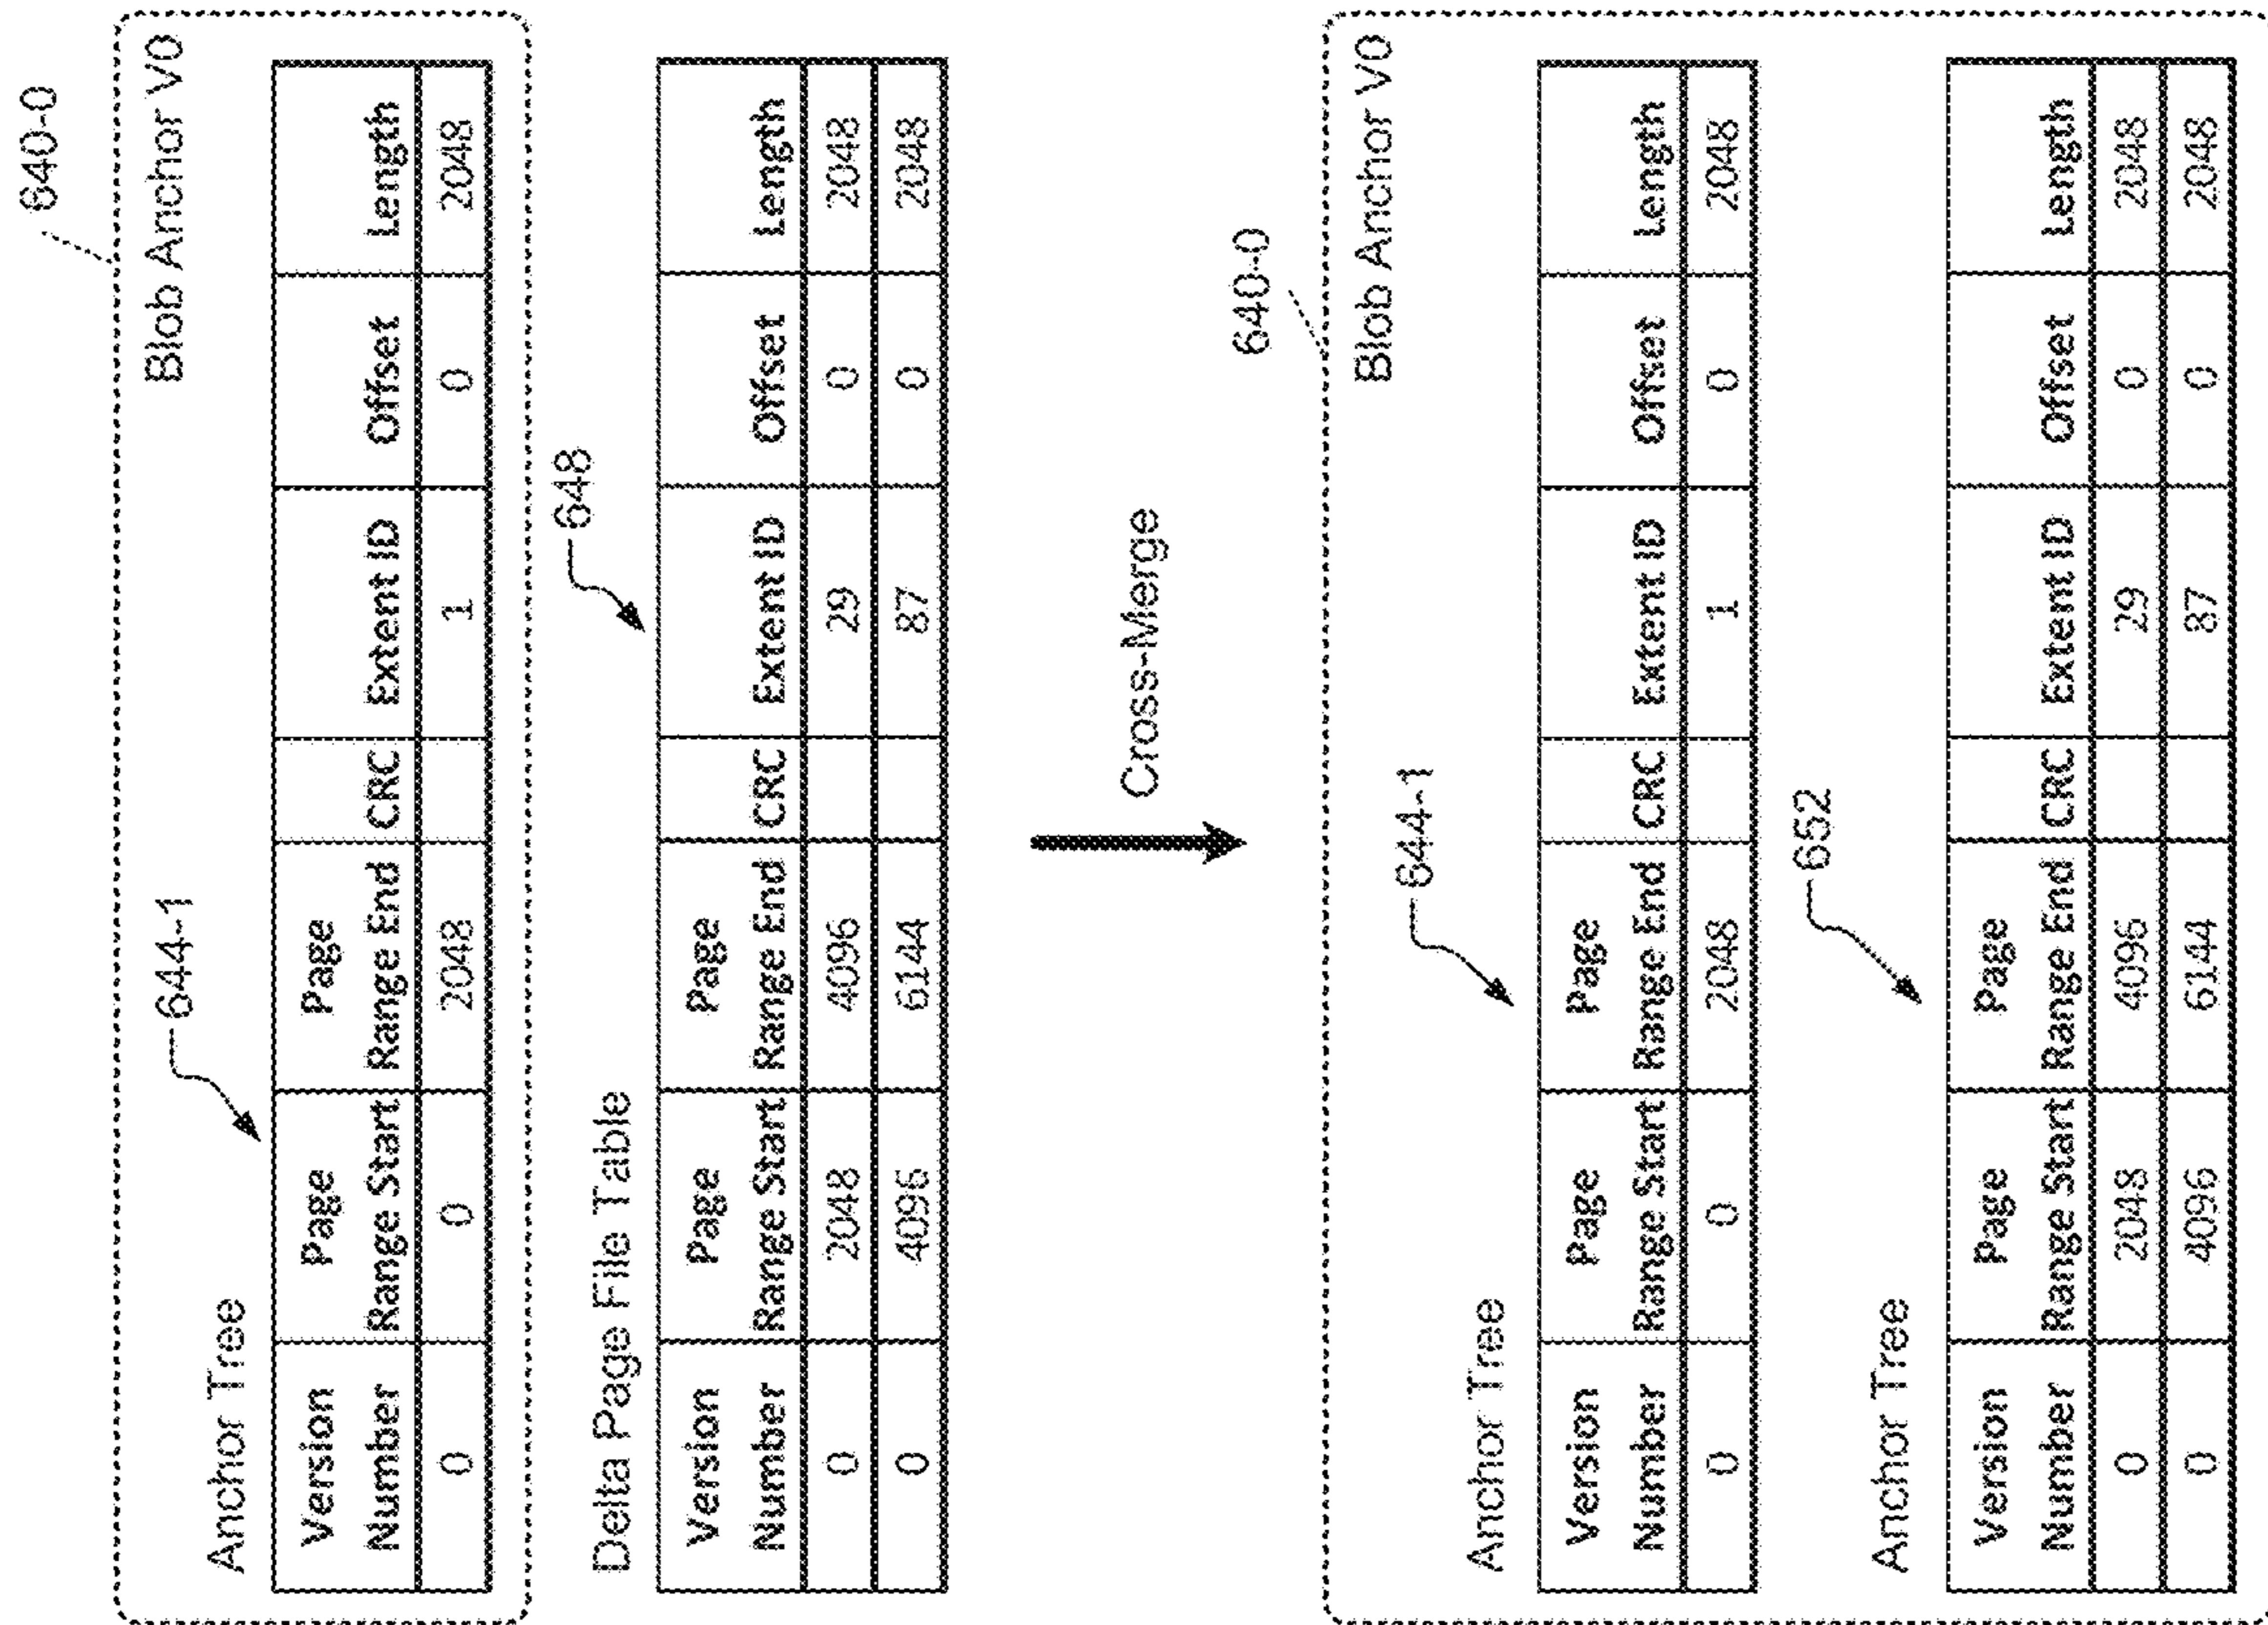 640-0
Blob Anchor V0
644-1
Anchor Tree
Version Number Page Range Start Page Range End CRC Extent ID Offset Length
0 0 2048 1 0 2048
648
Delta Page File Table
Version Number Page Range Start Page Range End CRC Extent ID Offset Length
0 2048 4096 29 0 2048
0 4096 6144 87 0 2048
Cross-Merge
640-0
Blob Anchor V0
644-1
Anchor Tree
Version Number Page Range Start Page Range End CRC Extent ID Offset Length
0 0 2048 1 0 2048
652
Anchor Tree
Version Number Page Range Start Page Range End CRC Extent ID Offset Length
0 2048 4096 29 0 2048
0 4096 6144 87 0 2048